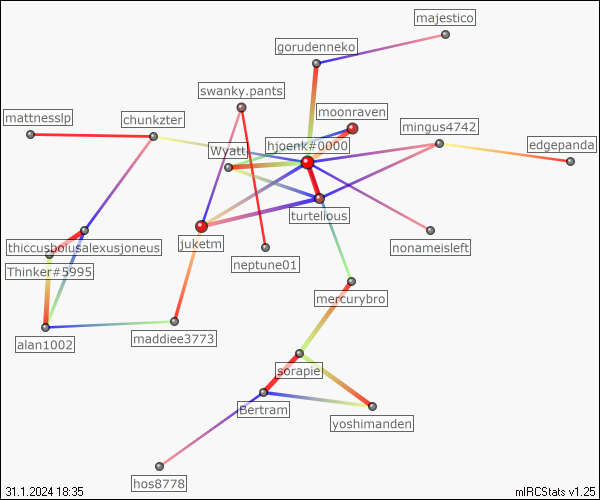 majestico
gorudenneko
swanky.pants
moonraven
mattnesslp
chunkzter
mingus4742
hjoenk#0000
edgepanda
Wyatt
turtelious
thiccusboiusalexusjoneus
juketm
nonameisleft
Thinker#5995
neptune01
mercurybro
alan1002
maddiee3773
sorapie
Bertram
yoshimanden
hos8778
31.1.2024 18:35
mIRCStats v1.25